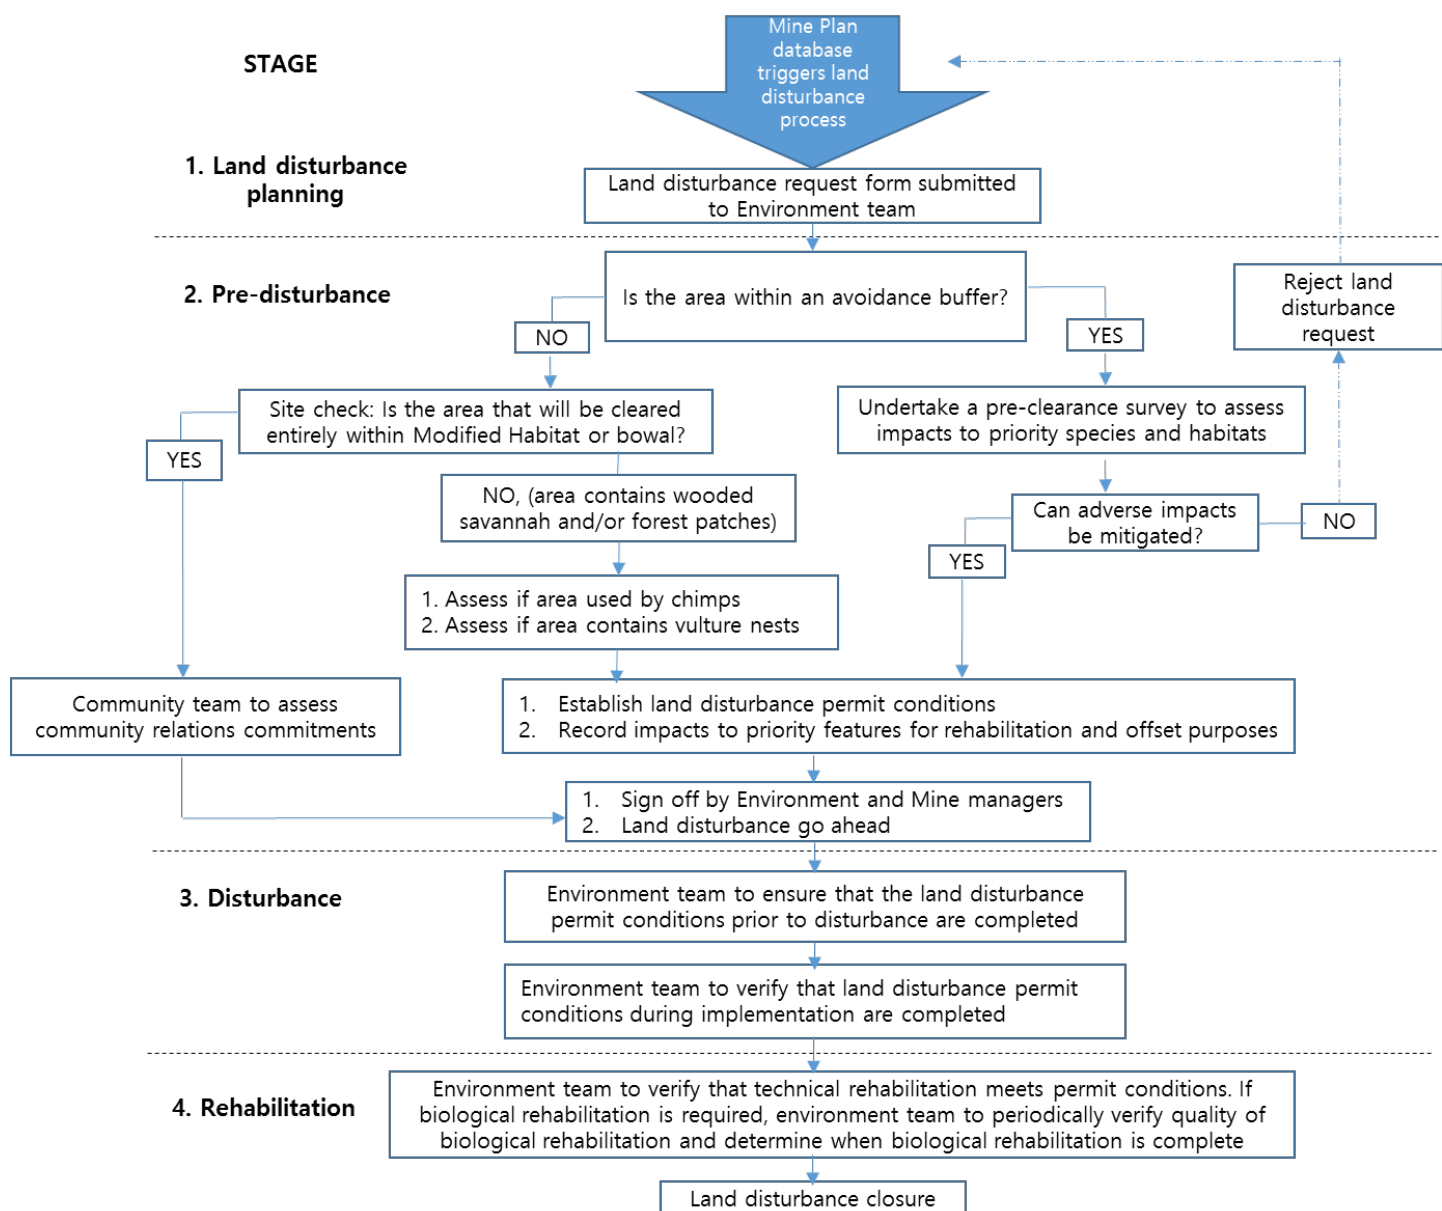 STAGE
Mine Plan
database
triggers land
disturbance
process
1. Land disturbance
planning
Land disturbance request form submitted
to Environment team
2. Pre-disturbance
Is the area within an avoidance buffer?
Reject land
disturbance
request
NO
YES
Site check: Is the area that will be cleared
entirely within Modified Habitat or bowal?
Undertake a pre-clearance survey to assess
impacts to priority species and habitats
YES
NO, (area contains wooded
savannah and/or forest patches)
Can adverse impacts
be mitigated?
NO
YES
1. Assess if area used by chimps
2. Assess if area contains vulture nests
Community team to assess
community relations commitments
1. Establish land disturbance permit conditions
2. Record impacts to priority features for rehabilitation and offset purposes
1. Sign off by Environment and Mine managers
2. Land disturbance go ahead
3. Disturbance
Environment team to ensure that the land disturbance
permit conditions prior to disturbance are completed
Environment team to verify that land disturbance permit
conditions during implementation are completed
4. Rehabilitation
Environment team to verify that technical rehabilitation meets permit conditions. If
biological rehabilitation is required, environment team to periodically verify quality of
biological rehabilitation and determine when biological rehabilitation is complete
Land disturbance closure